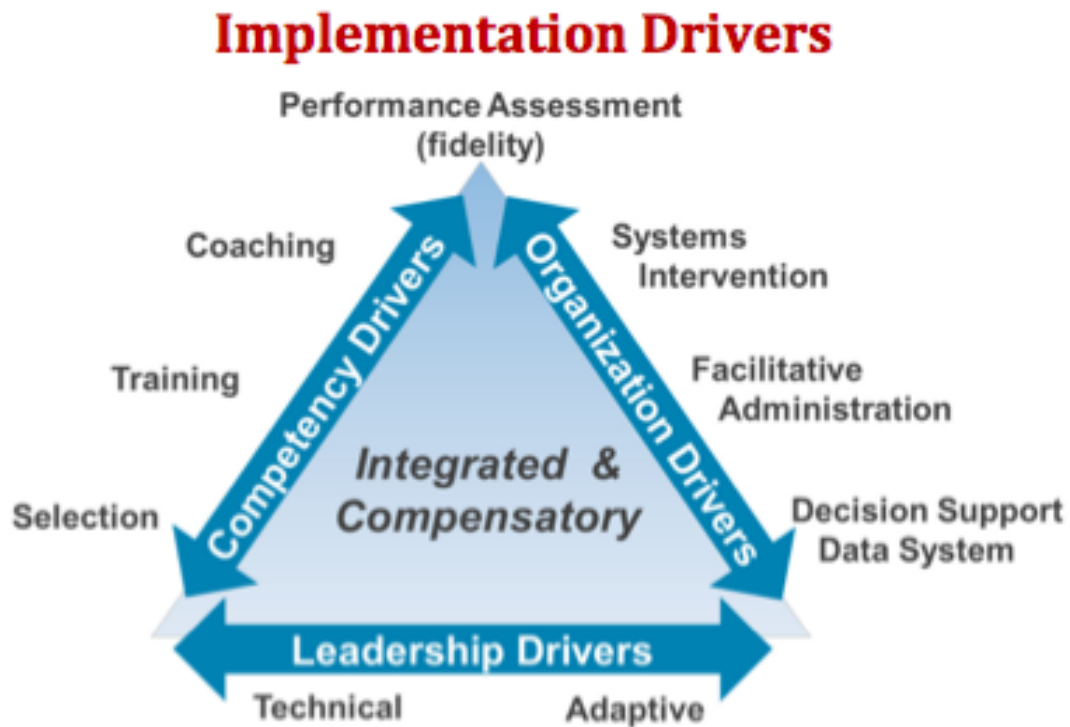 Implementation Drivers
Performance Assessment
(fidelity)
Coaching
Training
Selection
Competency Drivers
Integrated &
Compensatory
Organization Drivers
Systems
Intervention
Facilitative
Administration
Decision Support
Data System
Leadership Drivers
Technical
Adaptive